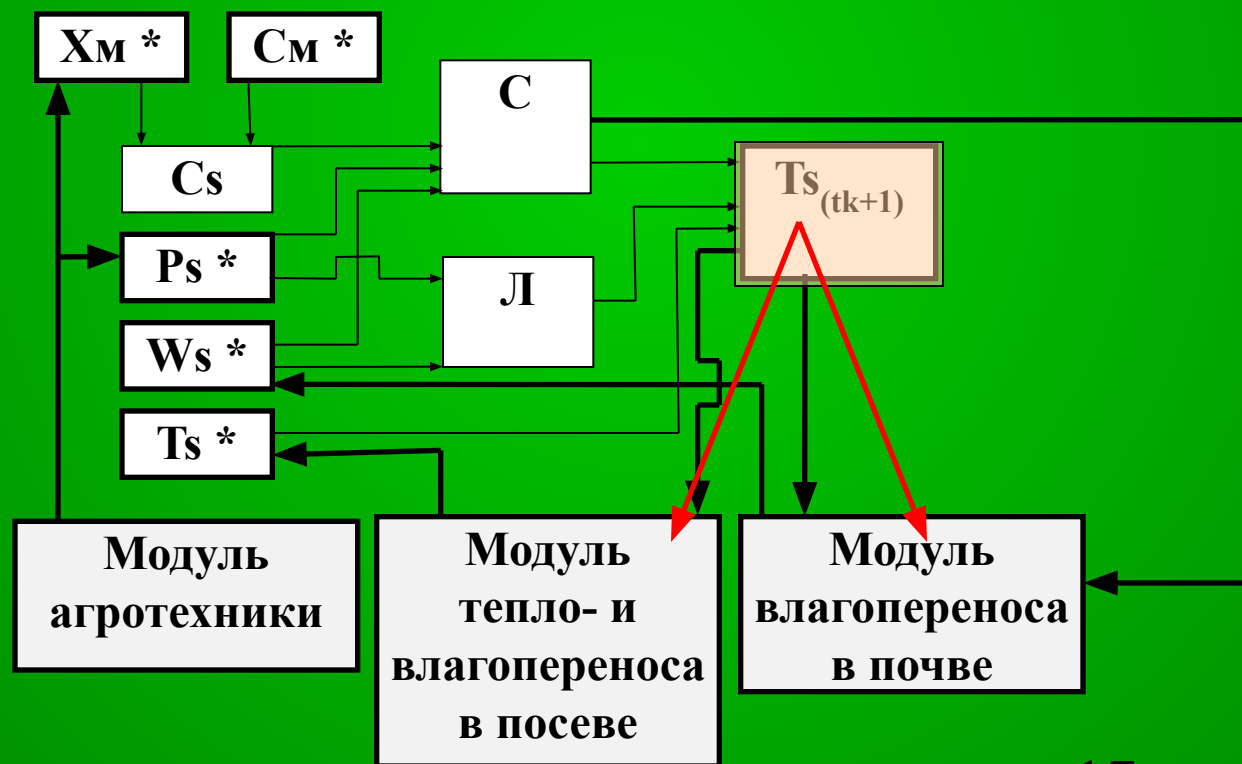 Хм *
См *
С
Cs
Ts(tk+1)
Ps *
Л
Ws *
Ts *
Модуль
агротехники
Модуль
тепло- и
влагопереноса
в посеве
Модуль
влагопереноса
в почве